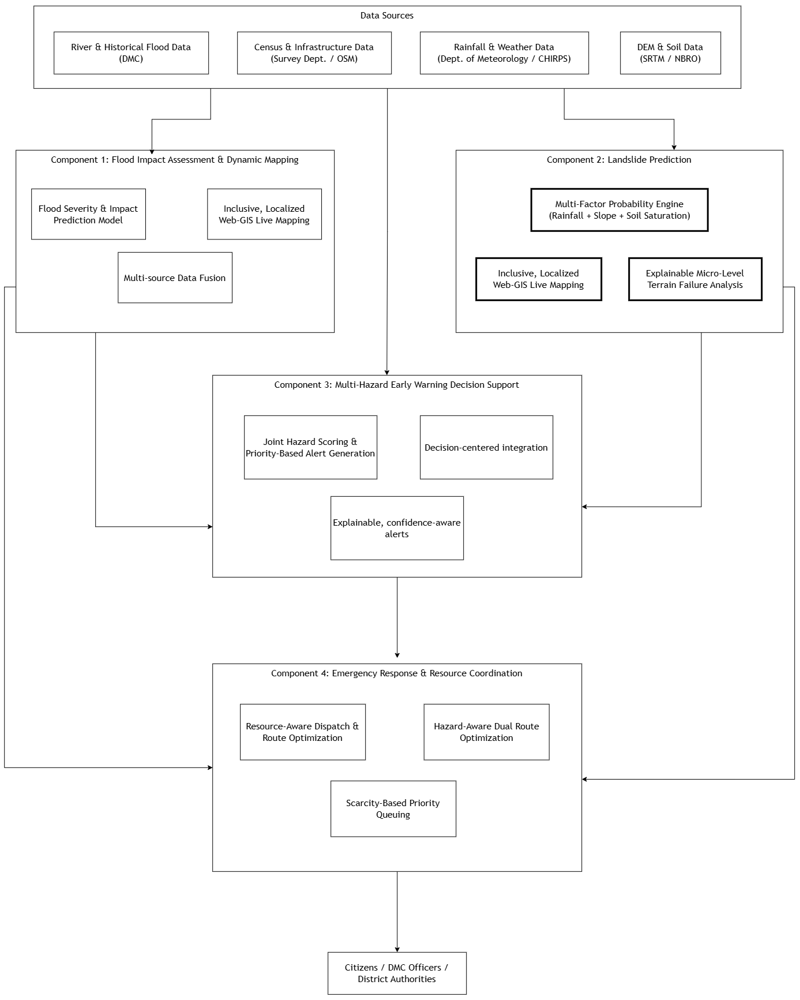 Data Sources
River & Historical Flood Data
(DMC)
Census & Infrastructure Data
(Survey Dept. / OSM)
Rainfall & Weather Data
(Dept. of Meteorology / CHIRPS)
DEM & Soil Data
(SRTM / NBRO)
Component 1: Flood Impact Assessment & Dynamic Mapping
Flood Severity & Impact
Prediction Model
Inclusive, Localized
Web-GIS Live Mapping
Multi-source Data Fusion
Component 2: Landslide Prediction
Multi-Factor Probability Engine
(Rainfall + Slope + Soil Saturation)
Inclusive, Localized
Web-GIS Live Mapping
Explainable Micro-Level
Terrain Failure Analysis
Component 3: Multi-Hazard Early Warning Decision Support
Joint Hazard Scoring &
Priority-Based Alert Generation
Decision-centered integration
Explainable, confidence-aware
alerts
Component 4: Emergency Response & Resource Coordination
Resource-Aware Dispatch &
Route Optimization
Hazard-Aware Dual Route
Optimization
Scarcity-Based Priority
Queuing
Citizens / DMC Officers /
District Authorities